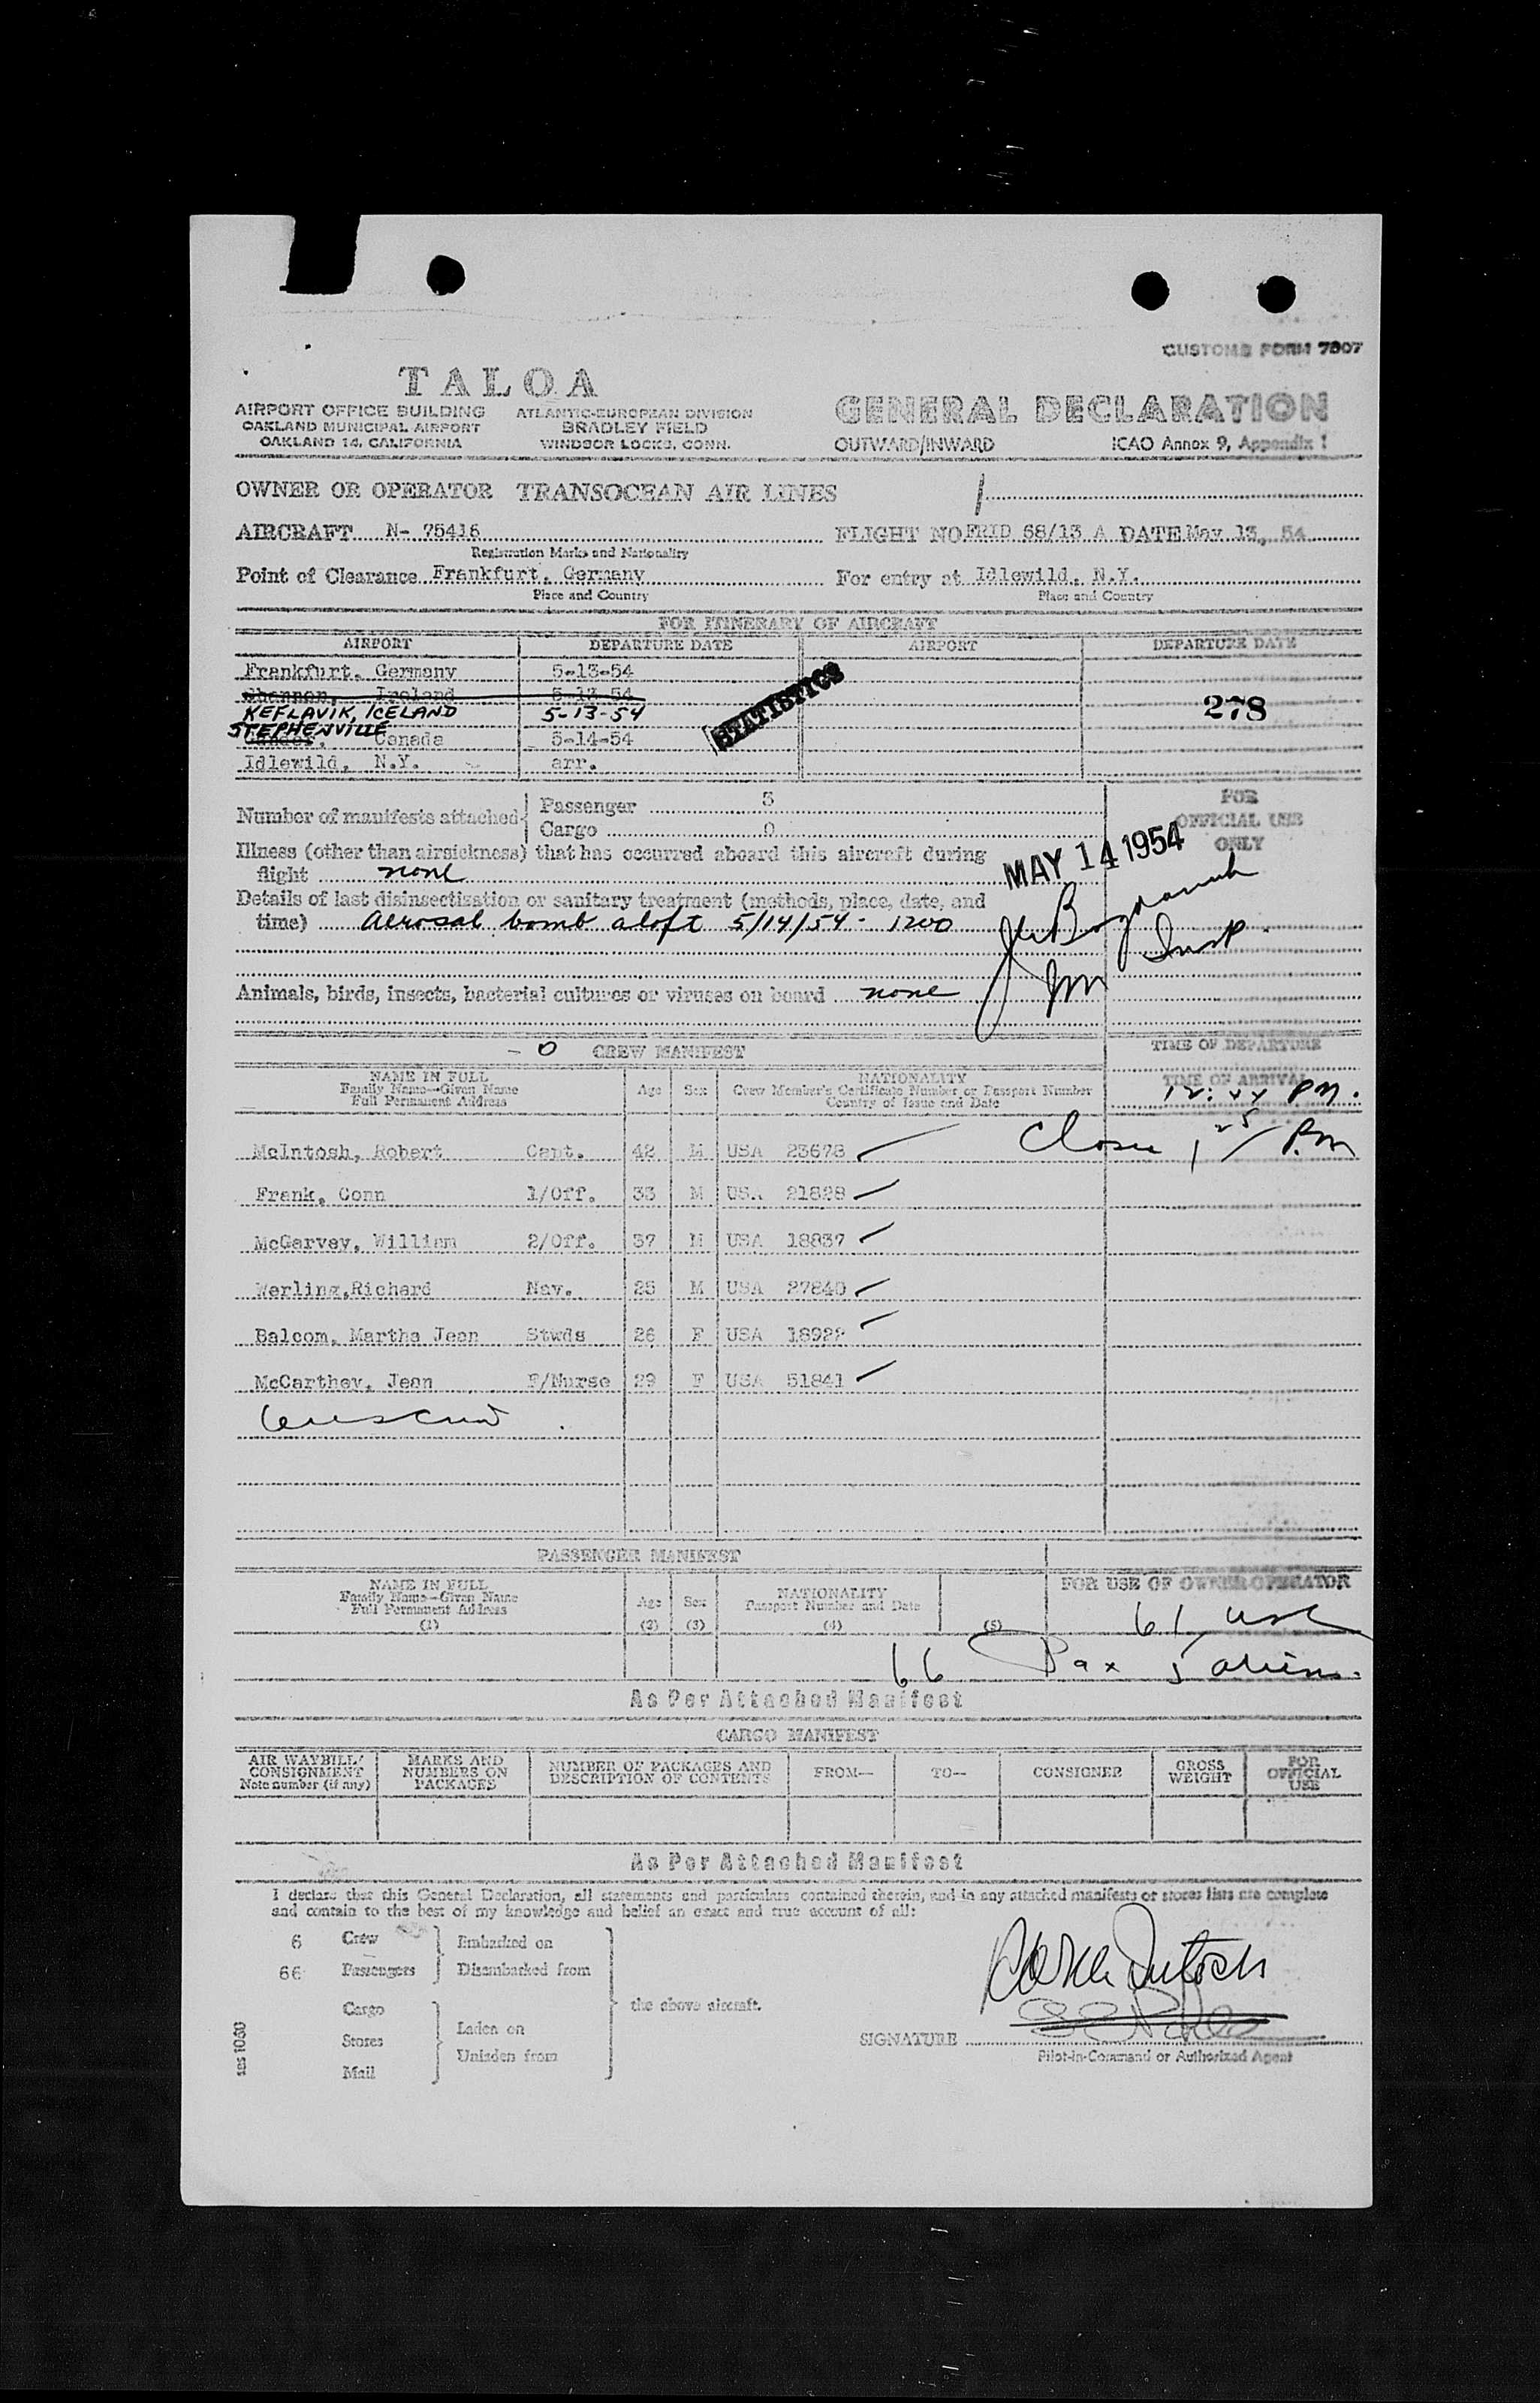 CUSTOMS FORM 7507
TALOA
AIRPORT OFFICE BUILDING
OAKLAND MUNICIPAL AIRPORT
OAKLAND 14, CALIFORNIA
ATLANTIC-EUROPEAN DIVISION
BRADLEY FIELD
WINDSOR LOCKS, CONN.
GENERAL DECLARATION
OUTWARD/INWARD ICAO Annex 9, Appendix 1
OWNER OR OPERATOR TRANSOCEAN AIR LINES
AIRCRAFT N- 75416 FLIGHT NO FRID 68/13 A DATE May 13, 54
Registration Marks and Nationality
Point of Clearance Frankfurt, Germany For entry at Idlewild, N.Y.
Place and Country Place and Country
FOR ITINERARY OF AIRCRAFT
AIRPORT DEPARTURE DATE AIRPORT DEPARTURE DATE
Frankfurt, Germany 5-13-54
Shannon, Ireland 5-13-54
KEFLAVIK, ICELAND 5-13-54
STEPHENVILLE
Gander, Canada 5-14-54
Idlewild, N.Y. arr.
STATISTICS
278
Number of manifests attached Passenger 3
Cargo 0
FOR
OFFICIAL USE
ONLY
Illness (other than airsickness) that has occurred aboard this aircraft during
flight none
MAY 14 1954
Details of last disinsectization or sanitary treatment (methods, place, date, and
time) Aerosal bomb aloft 5/14/54 - 1200
Insp.
Imm
Animals, birds, insects, bacterial cultures or viruses on board none
- 0 CREW MANIFEST
TIME OF DEPARTURE
NAME IN FULL
Family Name—Given Name
Full Permanent Address
Age Sex
NATIONALITY
Crew Member's Certificate Number or Passport Number
Country of Issue and Date
TIME OF ARRIVAL
12:44 PM.
1 25 P.M
McIntosh, Robert Capt. 42 M USA 23678
Frank, Conn 1/Off. 33 M USA 21828
McGarvey, William 2/Off. 37 M USA 18837
Werling, Richard Nav. 25 M USA 27840
Balcom, Martha Jean Stwds 26 F USA 18922
McCarthey, Jean F/Nurse 29 F USA 51841
PASSENGER MANIFEST
NAME IN FULL
Family Name—Given Name
Full Permanent Address
(1)
Age
(2)
Sex
(3)
NATIONALITY
Passport Number and Date
(4)
(5)
FOR USE OF OWNER-OPERATOR
61 usc
66 Pax 5 aliens.
As Per Attached Manifest
CARGO MANIFEST
AIR WAYBILL/
CONSIGNMENT
Note number (if any)
MARKS AND
NUMBERS ON
PACKAGES
NUMBER OF PACKAGES AND
DESCRIPTION OF CONTENTS
FROM—
TO—
CONSIGNER
GROSS
WEIGHT
FOR
OFFICIAL
USE
As Per Attached Manifest
I declare that this General Declaration, all statements and particulars contained therein, and in any attached manifests or stores lists are complete
and contain to the best of my knowledge and belief an exact and true account of all:
6 Crew Embarked on
66 Passengers Disembarked from
the above aircraft.
Cargo
Stores
Mail
Laden on
Unladen from
SIGNATURE
Pilot-in-Command or Authorized Agent